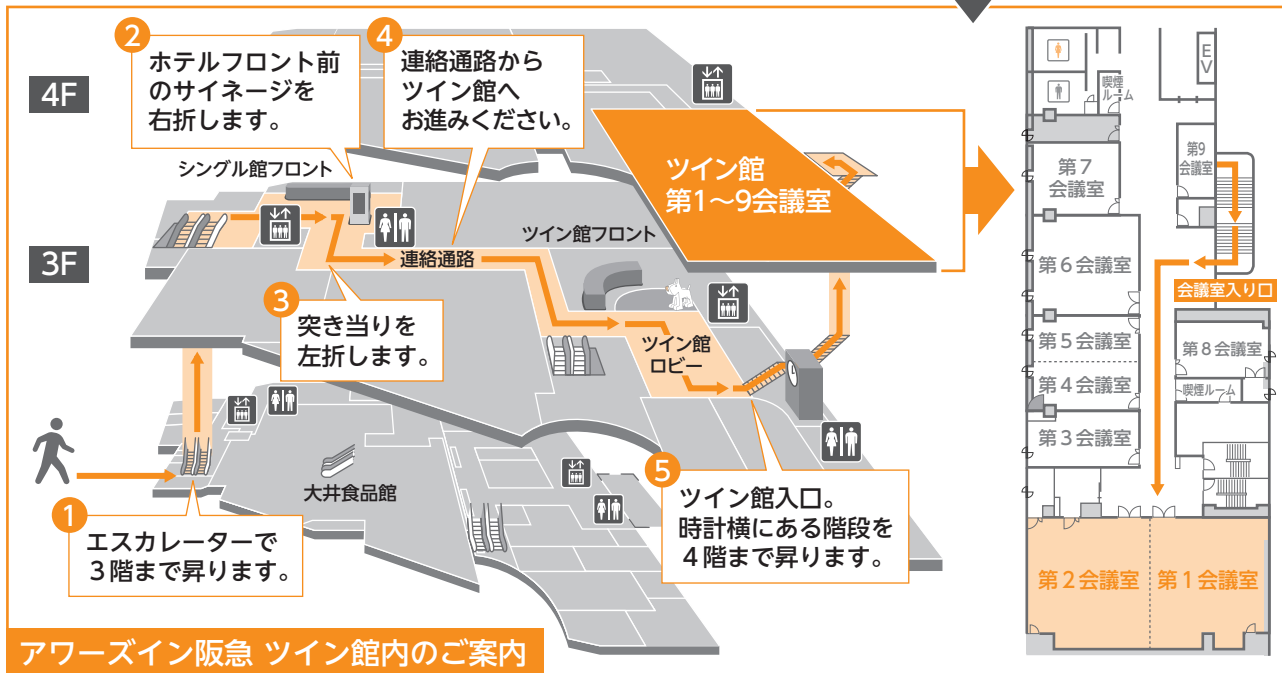 4F
3F
2
ホテルフロント前
のサイネージを
右折します。
4
連絡通路から
ツイン館へ
お進みください。
シングル館フロント
ツイン館
第1〜9会議室
ツイン館フロント
連絡通路
3
突き当りを
左折します。
ツイン館
ロビー
大井食品館
1
エスカレーターで
３階まで昇ります。
5
ツイン館入口。
時計横にある階段を
４階まで昇ります。
アワーズイン阪急 ツイン館内のご案内
EV
喫煙
ルーム
第9
会議室
第７
会議室
第６会議室
会議室入り口
第５会議室
第８会議室
第４会議室
喫煙ルーム
第３会議室
第２会議室
第１会議室